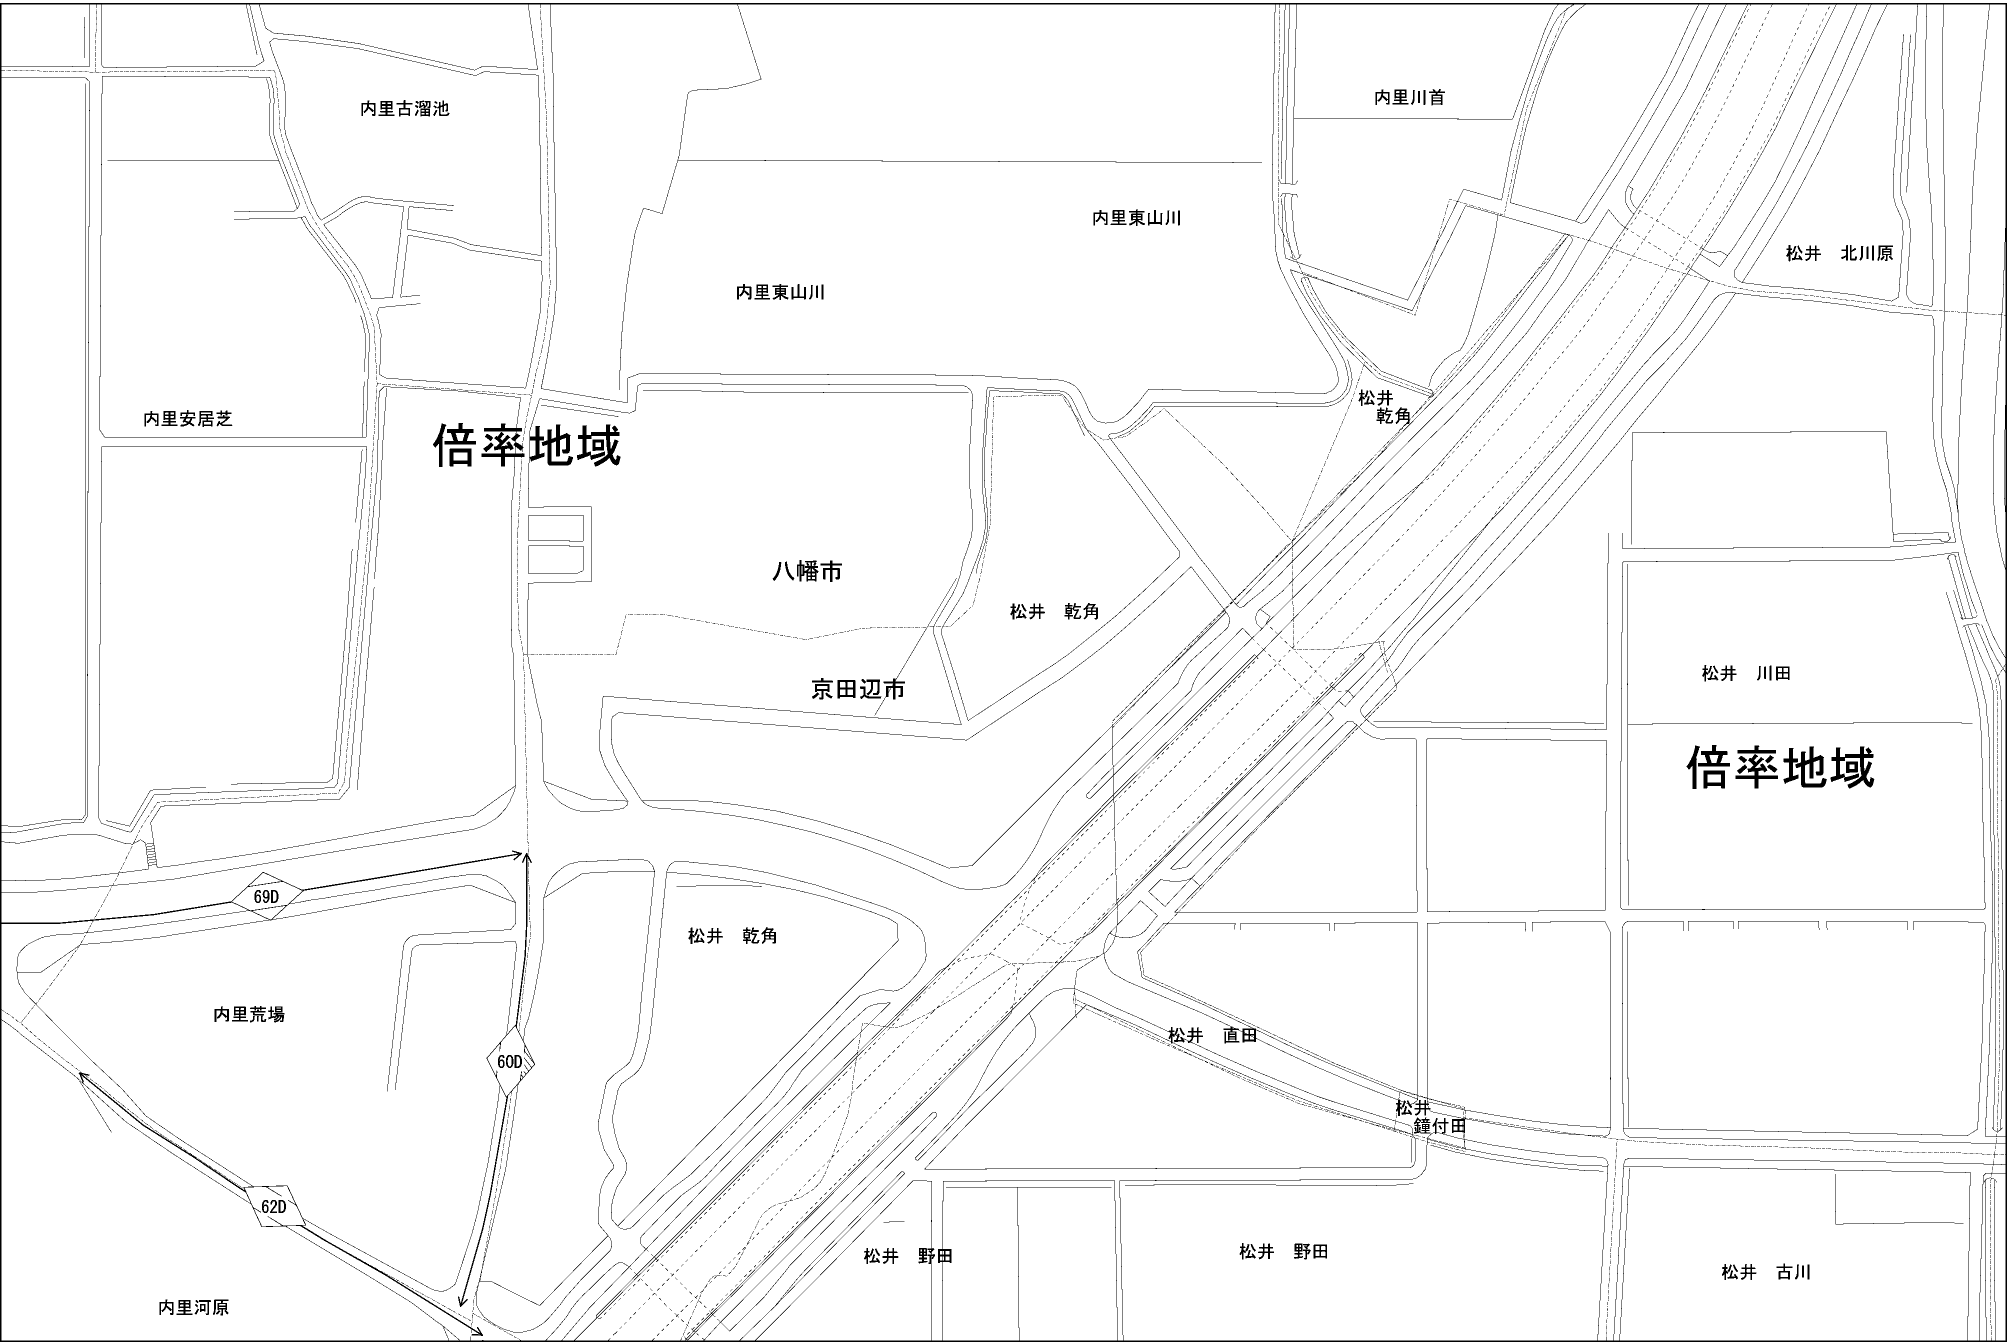 内里川首
内里古溜池
内里東山川
松井　北川原
内里東山川
松井
乾角
内里安居芝
倍率地域
八幡市
松井　乾角
松井　川田
京田辺市
倍率地域
69D
松井　乾角
内里荒場
松井　直田
60D
松井
鐘付田
62D
松井　野田
松井　野田
松井　古川
内里河原